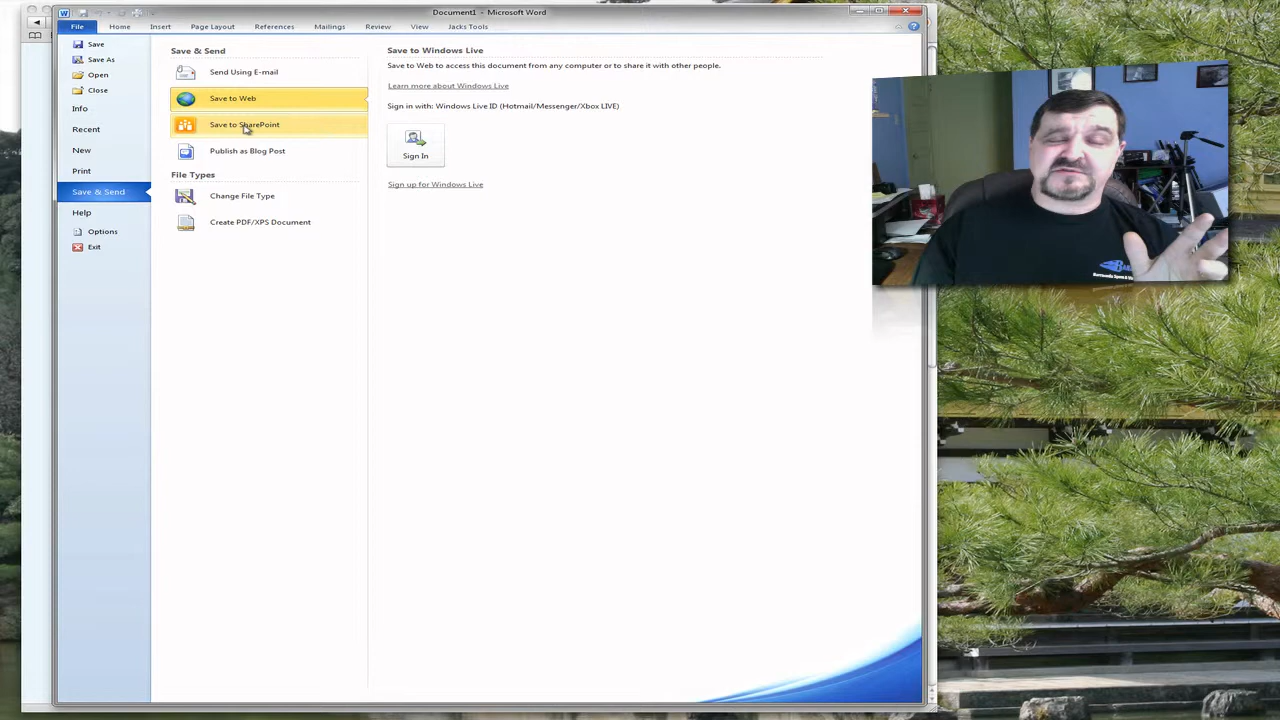 Document1 - Microsoft Word
File Home Insert Page Layout References Mailings Review View Jacks Tools
Save
Save As
Open
Close
Info
Recent
New
Print
Save & Send
Help
Options
Exit
Save & Send
Send Using E-mail
Save to Web
Save to SharePoint
Publish as Blog Post
File Types
Change File Type
Create PDF/XPS Document
Save to Windows Live
Save to Web to access this document from any computer or to share it with other people.
Learn more about Windows Live
Sign in with: Windows Live ID (Hotmail/Messenger/Xbox LIVE)
Sign In
Sign up for Windows Live